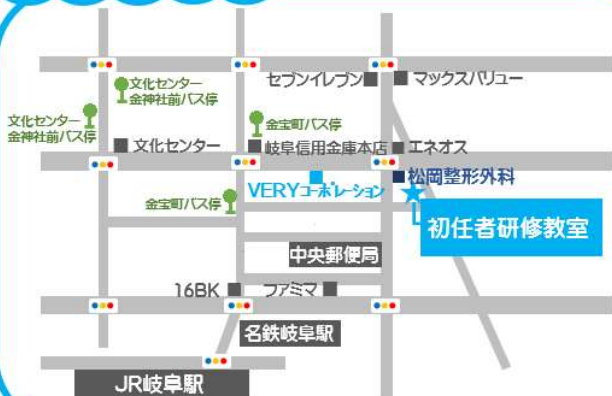 セブンイレブン
マックスバリュー
文化センター
金神社前バス停
文化センター
金神社前バス停
金宝町バス停
文化センター
岐阜信用金庫本店
エネオス
VERYコーポレーション
松岡整形外科
金宝町バス停
初任者研修教室
中央郵便局
16BK
ファミマ
名鉄岐阜駅
JR岐阜駅